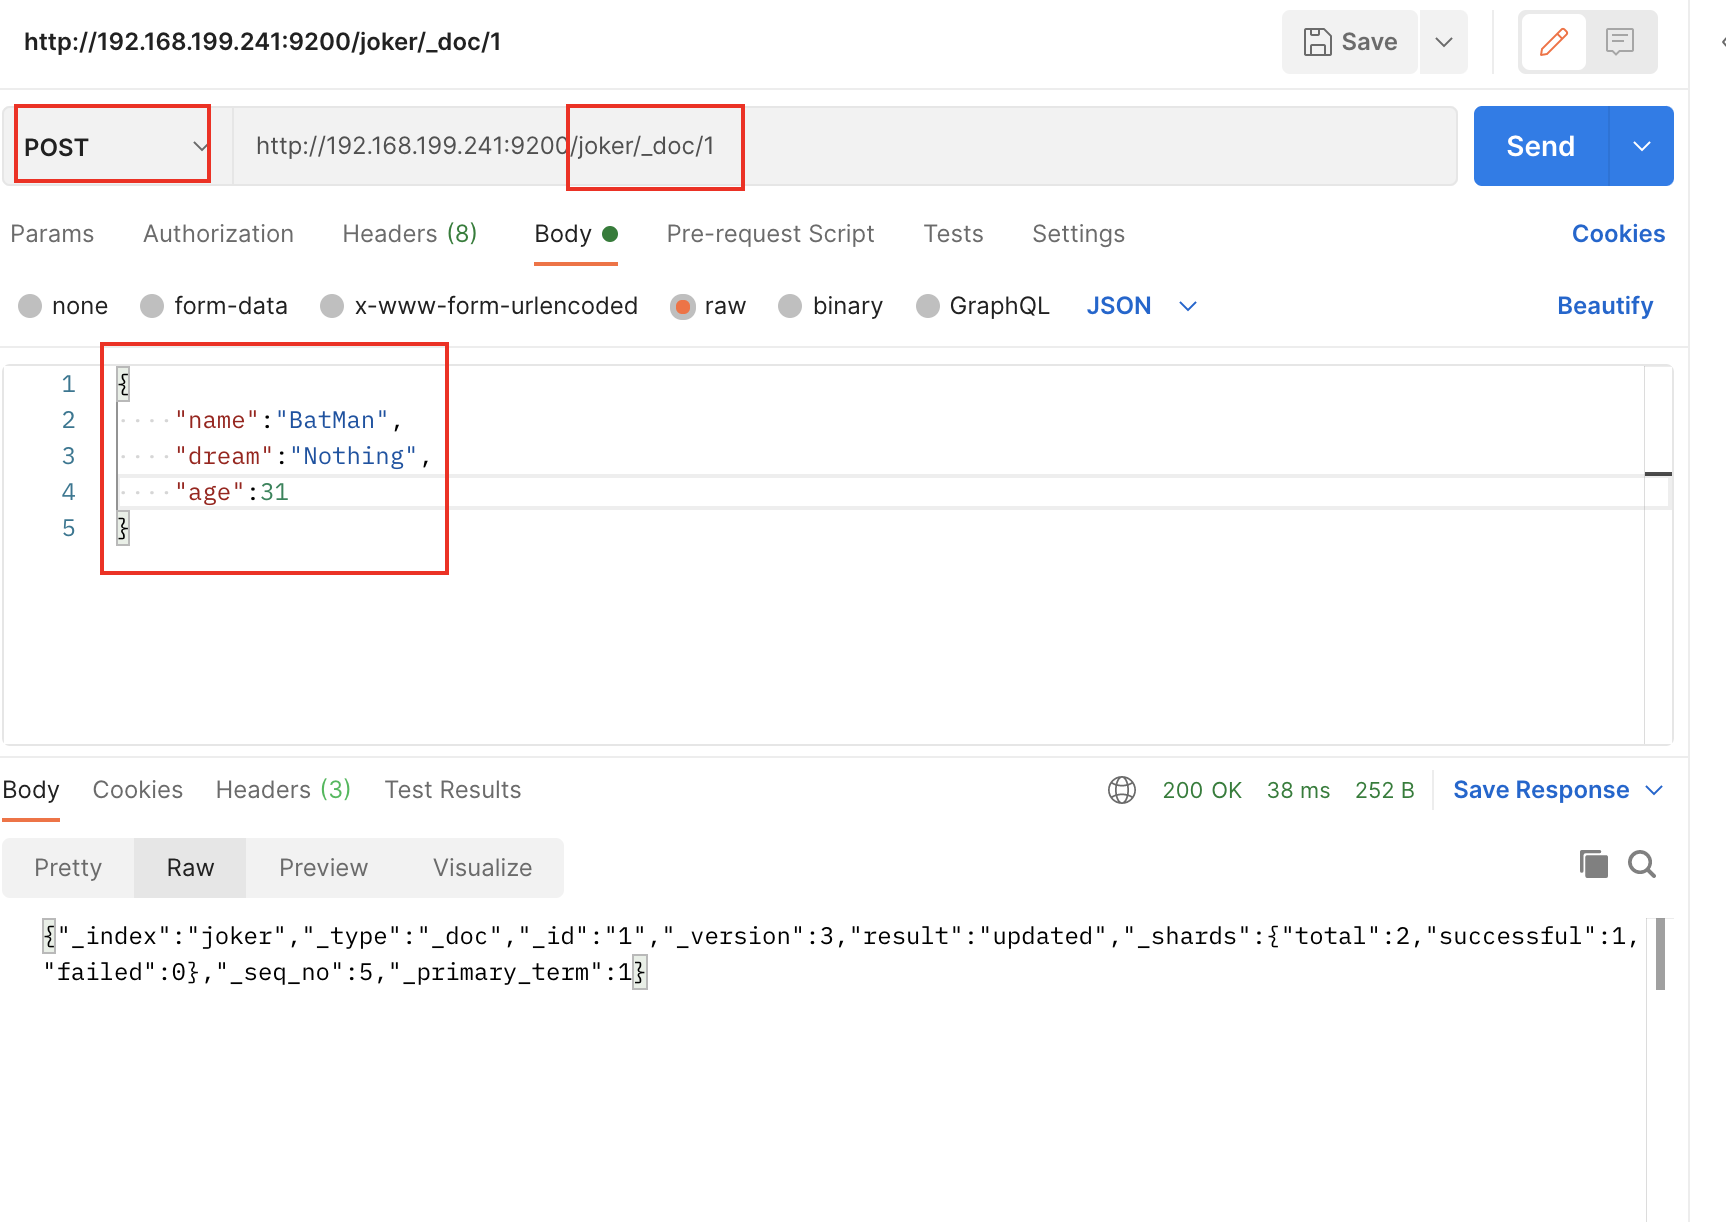 http://192.168.199.241:9200/joker/_doc/1
Save
POST http://192.168.199.241:9200/joker/_doc/1 Send
Params Authorization Headers (8) Body Pre-request Script Tests Settings Cookies
none form-data x-www-form-urlencoded raw binary GraphQL JSON Beautify
1 {
2 ····"name":"BatMan",
3 ····"dream":"Nothing",
4 ····"age":31
5 }
Body Cookies Headers (3) Test Results 200 OK 38 ms 252 B Save Response
Pretty Raw Preview Visualize
{"_index":"joker","_type":"_doc","_id":"1","_version":3,"result":"updated","_shards":{"total":2,"successful":1,
"failed":0},"_seq_no":5,"_primary_term":1}